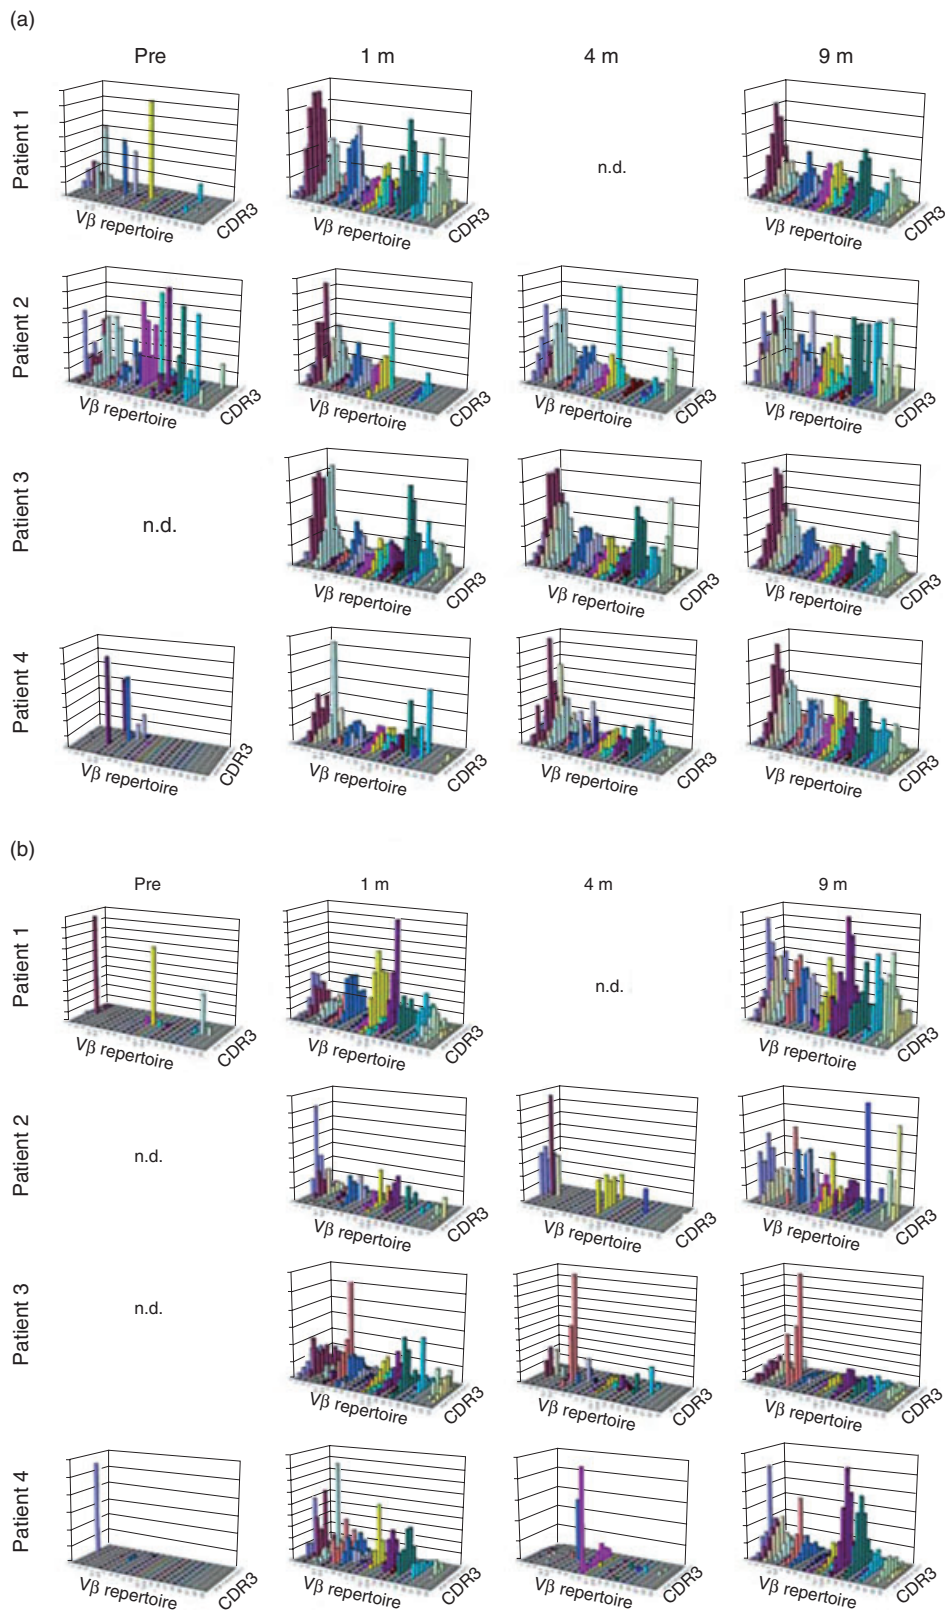 (a)
Pre 1 m 4 m 9 m
Patient 1
n.d.
Vβ repertoire CDR3 Vβ repertoire CDR3 Vβ repertoire CDR3
Patient 2
Vβ repertoire CDR3 Vβ repertoire CDR3 Vβ repertoire CDR3 Vβ repertoire CDR3
Patient 3
n.d.
Vβ repertoire CDR3 Vβ repertoire CDR3 Vβ repertoire CDR3
Patient 4
Vβ repertoire CDR3 Vβ repertoire CDR3 Vβ repertoire CDR3 Vβ repertoire CDR3
(b)
Pre 1 m 4 m 9 m
Patient 1
n.d.
Vβ repertoire CDR3 Vβ repertoire CDR3 Vβ repertoire CDR3
Patient 2
n.d.
Vβ repertoire CDR3 Vβ repertoire CDR3 Vβ repertoire CDR3
Patient 3
n.d.
Vβ repertoire CDR3 Vβ repertoire CDR3 Vβ repertoire CDR3
Patient 4
Vβ repertoire CDR3 Vβ repertoire CDR3 Vβ repertoire CDR3 Vβ repertoire CDR3